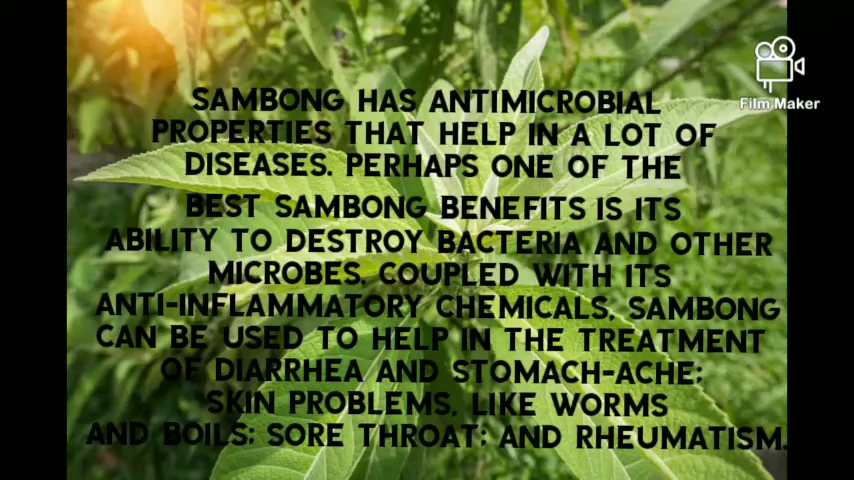 Film Maker
SAMBONG HAS ANTIMICROBIAL
PROPERTIES THAT HELP IN A LOT OF
DISEASES. PERHAPS ONE OF THE
BEST SAMBONG BENEFITS IS ITS
ABILITY TO DESTROY BACTERIA AND OTHER
MICROBES. COUPLED WITH ITS
ANTI-INFLAMMATORY CHEMICALS, SAMBONG
CAN BE USED TO HELP IN THE TREATMENT
OF DIARRHEA AND STOMACH-ACHE;
SKIN PROBLEMS, LIKE WORMS
AND BOILS; SORE THROAT; AND RHEUMATISM.